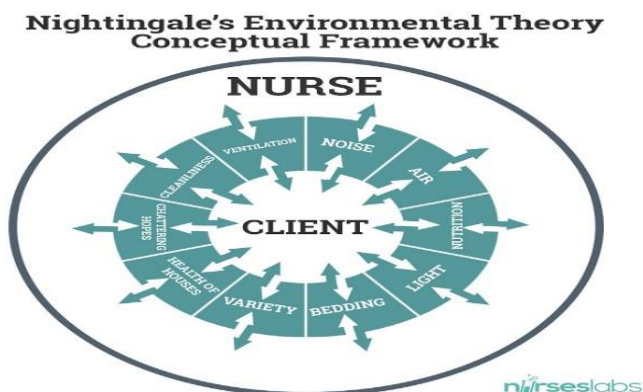 Nightingale's Environmental Theory
Conceptual Framework
NURSE
VENTILATION
NOISE
AIR
NUTRITION
LIGHT
BEDDING
VARIETY
HEALTH OF
HOUSES
CHATTERING
HOPES
CLEANLINESS
CLIENT
nurseslabs